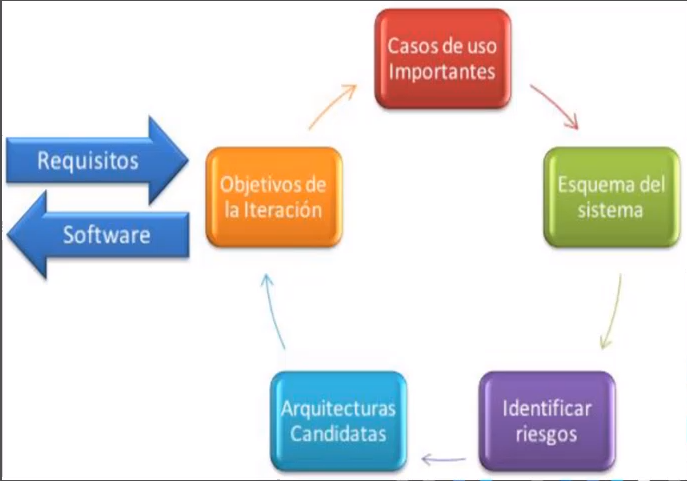 Casos de uso
Importantes
Requisitos
Objetivos de
la Iteración
Esquema del
sistema
Software
Arquitecturas
Candidatas
Identificar
riesgos